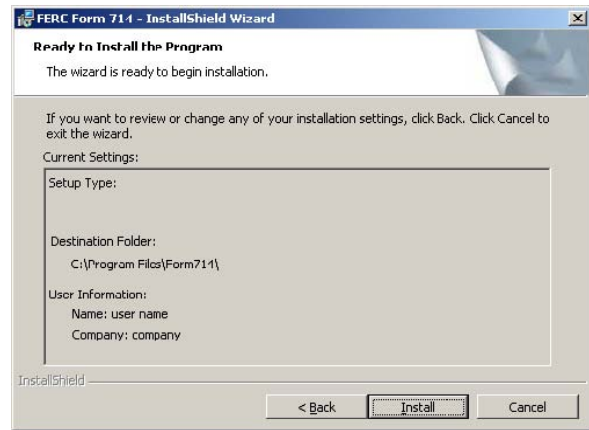 FERC Form 714 - InstallShield Wizard
Ready to Install the Program
The wizard is ready to begin installation.
If you want to review or change any of your installation settings, click Back. Click Cancel to
exit the wizard.
Current Settings:
Setup Type:
Destination Folder:
C:\Program Files\Form714\
User Information:
Name: user name
Company: company
InstallShield
< Back
Install
Cancel